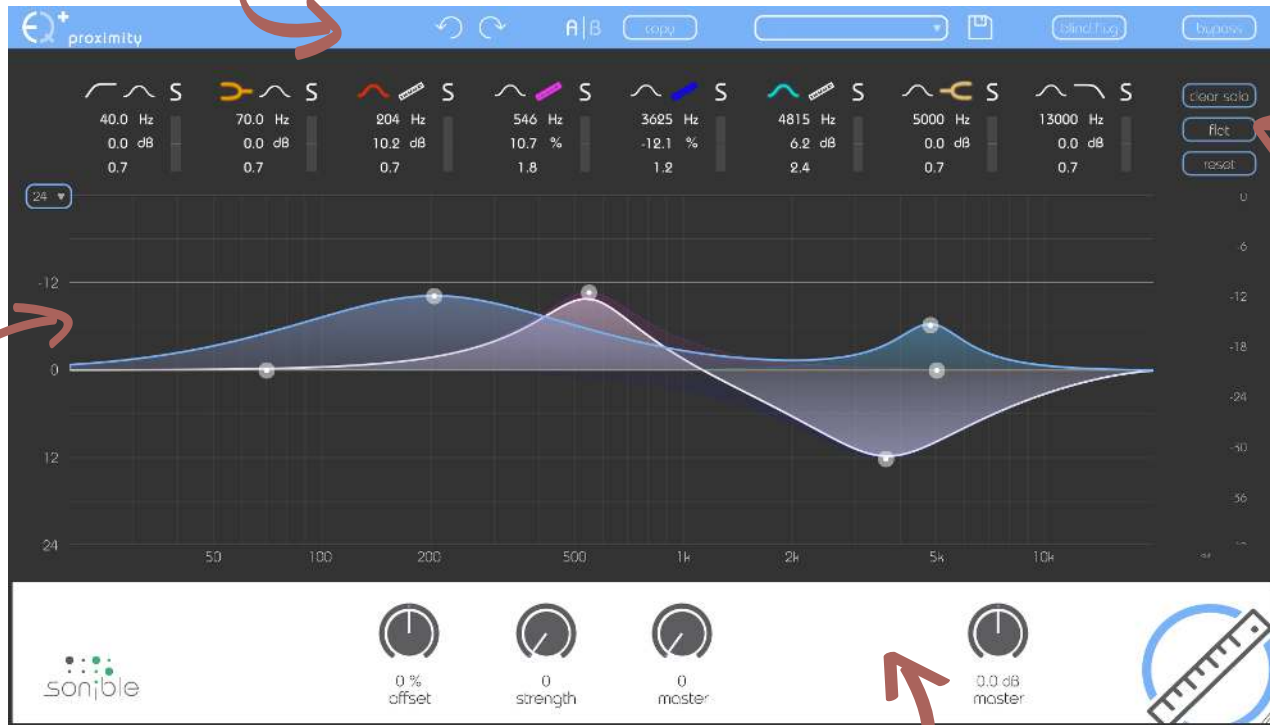 proximity
A|B copy blind flug bypass
S S S S S S S S
40.0 Hz 70.0 Hz 204 Hz 546 Hz 3625 Hz 4815 Hz 5000 Hz 13000 Hz
0.0 dB 0.0 dB 10.2 dB 10.7 % -12.1 % 6.2 dB 0.0 dB 0.0 dB
0.7 0.7 0.7 1.8 1.2 2.4 0.7 0.7
clear solo
flat
reset
24
-12
0
12
24
0
-6
-12
-18
-24
-30
36
50 100 200 500 1k 2k 5k 10k
sonible
0 % 0 0 0.0 dB
offset strength master master